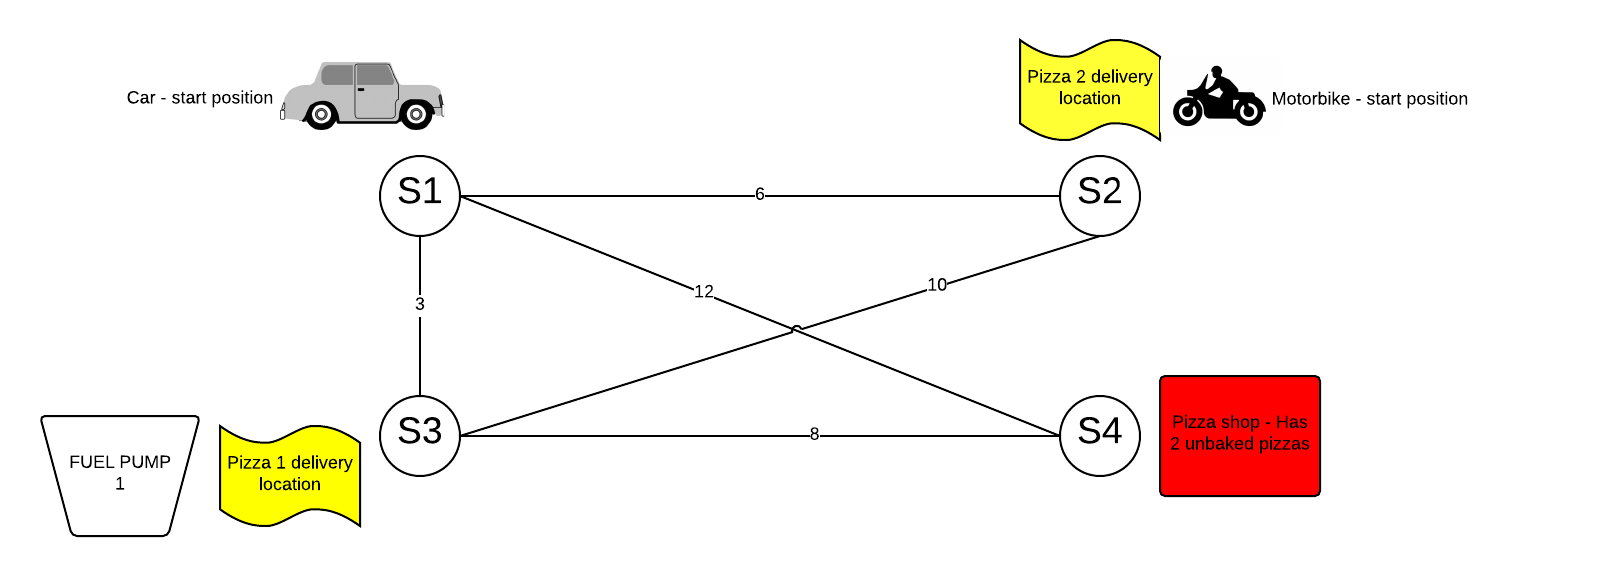 Pizza 2 delivery
location
Car - start position
Motorbike - start position
S1
6
S2
12
10
3
S3
8
S4
Pizza shop - Has
2 unbaked pizzas
FUEL PUMP
1
Pizza 1 delivery
location